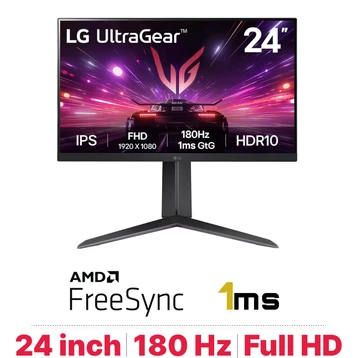 LG UltraGear™ 24"
IPS FHD 1920 X 1080 180Hz 1ms GtG HDR10
LG
AMD
FreeSync 1ms
24 inch | 180 Hz | Full HD